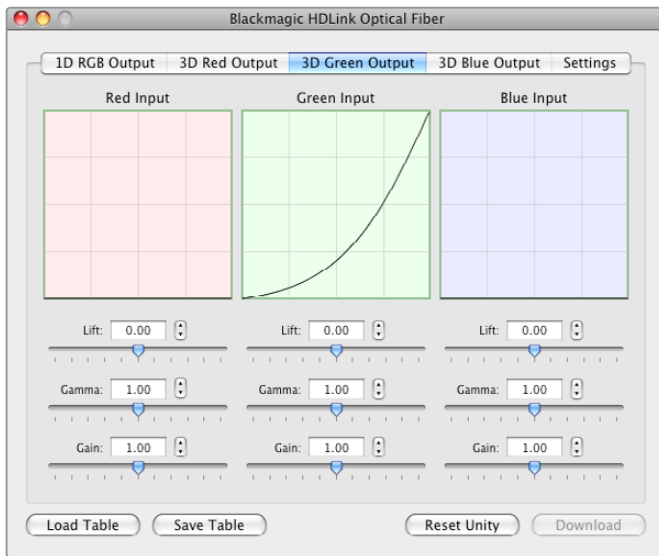 Blackmagic HDLink Optical Fiber
1D RGB Output 3D Red Output 3D Green Output 3D Blue Output Settings
Red Input Green Input Blue Input
Lift: 0.00 Lift: 0.00 Lift: 0.00
Gamma: 1.00 Gamma: 1.00 Gamma: 1.00
Gain: 1.00 Gain: 1.00 Gain: 1.00
Load Table Save Table Reset Unity Download